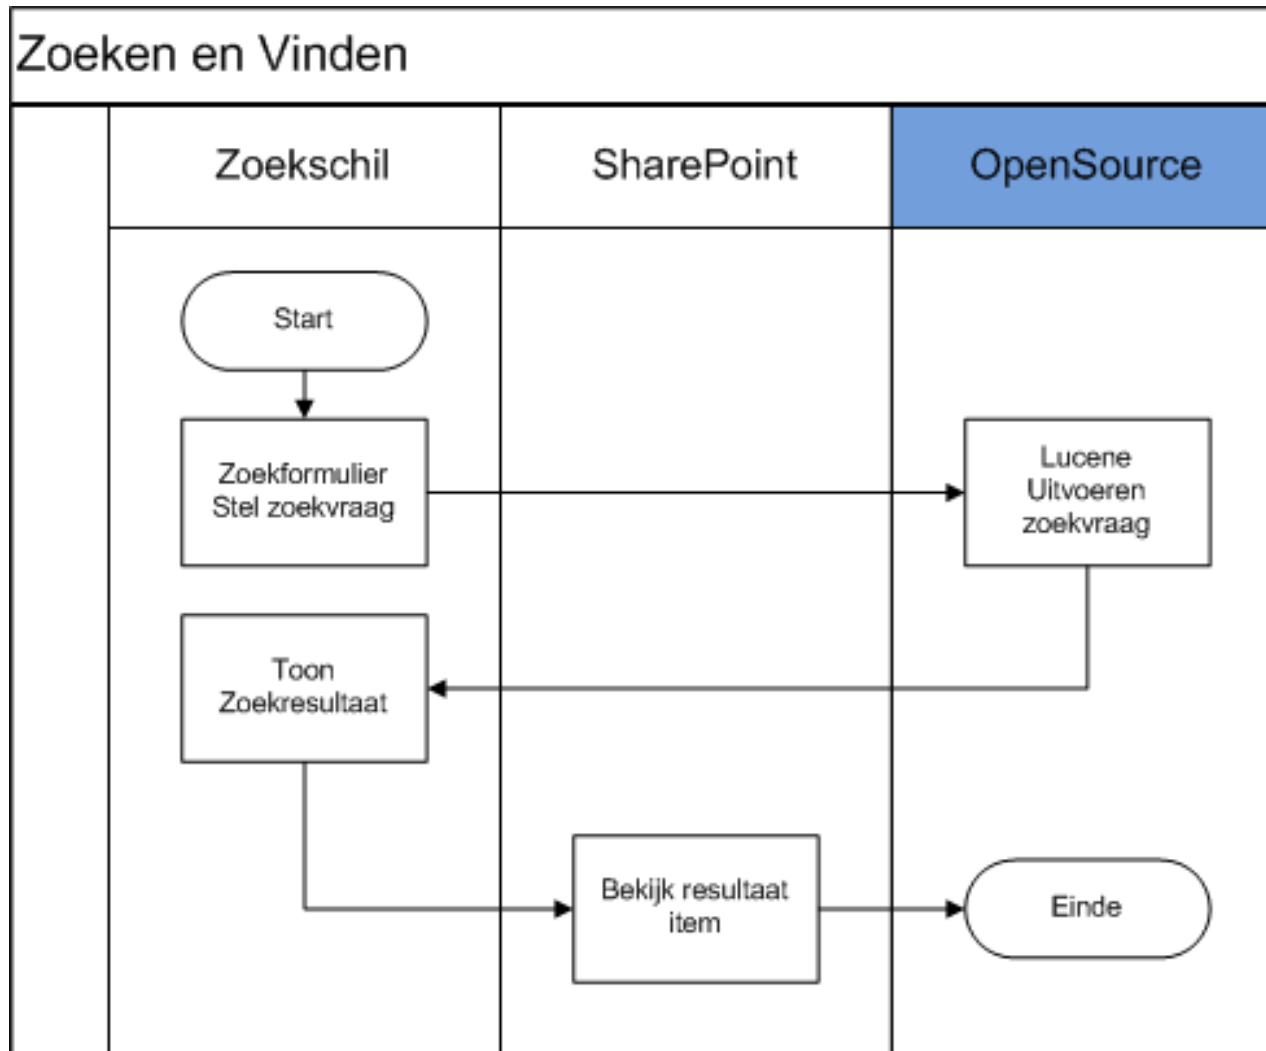 Zoeken en Vinden
Zoekschil
SharePoint
OpenSource
Start
Zoekformulier
Stel zoekvraag
Lucene
Uitvoeren
zoekvraag
Toon
Zoekresultaat
Bekijk resultaat
item
Einde